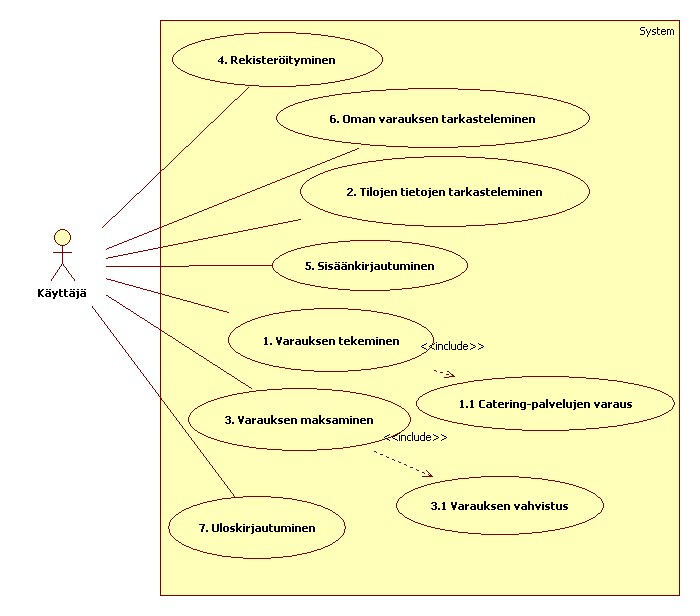 System
4. Rekisteröityminen
6. Oman varauksen tarkasteleminen
2. Tilojen tietojen tarkasteleminen
5. Sisäänkirjautuminen
Käyttäjä
1. Varauksen tekeminen
<<include>>
1.1 Catering-palvelujen varaus
3. Varauksen maksaminen
<<include>>
3.1 Varauksen vahvistus
7. Uloskirjautuminen